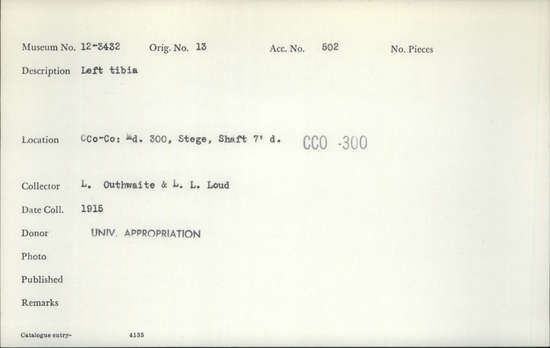 Museum No. 12-3432 Orig. No. 13 Acc. No. 502 No. Pieces
Description Left tibia
Location CCo-Co: Md. 300, Stege, Shaft 7' d. CCO -300
Collector L. Outhwaite & L. L. Loud
Date Coll. 1915
Donor UNIV. APPROPRIATION
Photo
Published
Remarks
Catalogue entry- 4135